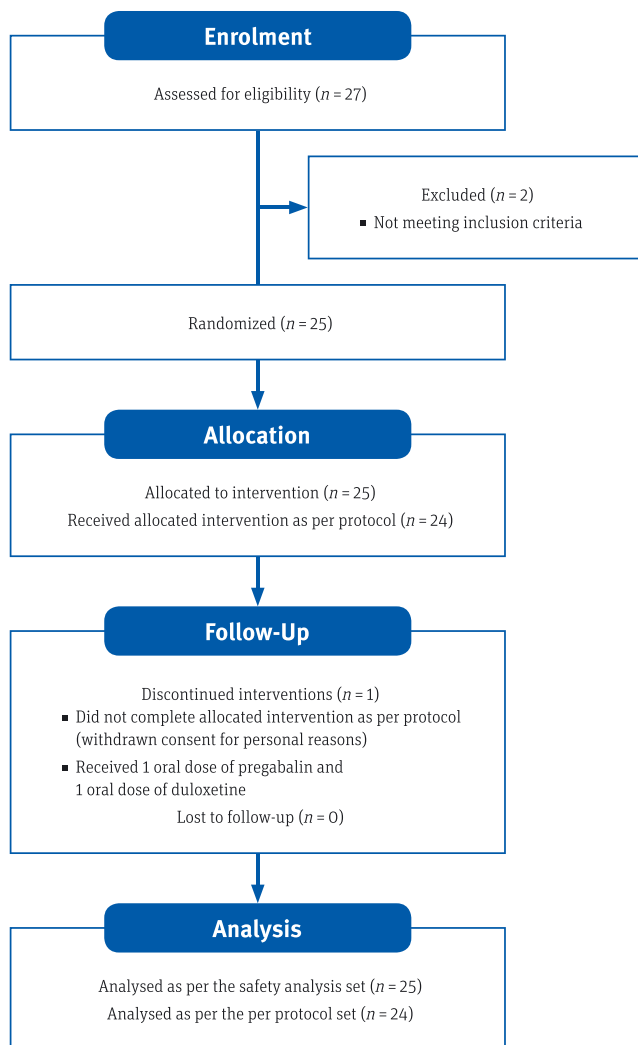 Enrolment
Assessed for eligibility (n = 27)
Excluded (n = 2)
▪ Not meeting inclusion criteria
Randomized (n = 25)
Allocation
Allocated to intervention (n = 25)
Received allocated intervention as per protocol (n = 24)
Follow-Up
Discontinued interventions (n = 1)
▪ Did not complete allocated intervention as per protocol
(withdrawn consent for personal reasons)
▪ Received 1 oral dose of pregabalin and
1 oral dose of duloxetine
Lost to follow-up (n = 0)
Analysis
Analysed as per the safety analysis set (n = 25)
Analysed as per the per protocol set (n = 24)